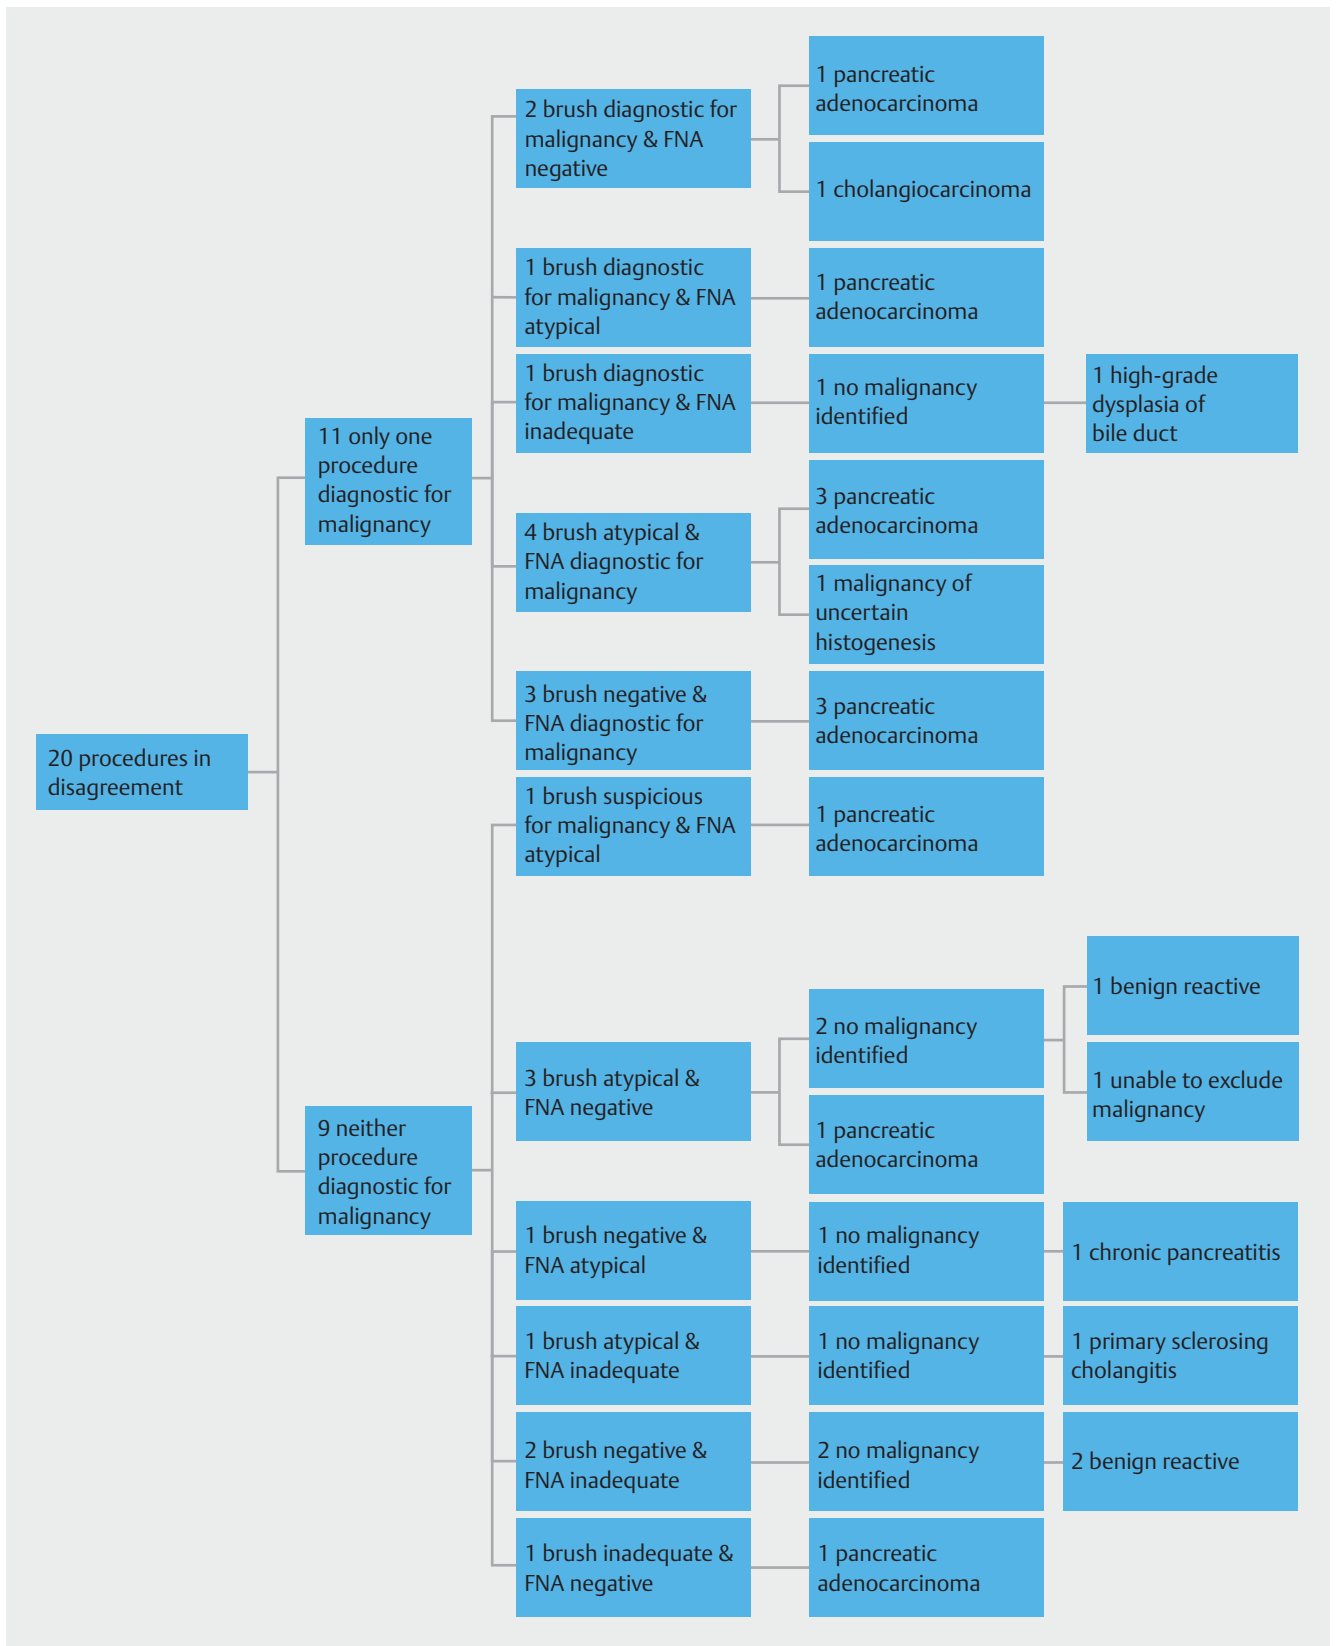 20 procedures in
disagreement
11 only one
procedure
diagnostic for
malignancy
2 brush diagnostic for
malignancy & FNA
negative
1 pancreatic
adenocarcinoma
1 cholangiocarcinoma
1 brush diagnostic
for malignancy & FNA
atypical
1 pancreatic
adenocarcinoma
1 brush diagnostic
for malignancy & FNA
inadequate
1 no malignancy
identified
1 high-grade
dysplasia of
bile duct
4 brush atypical &
FNA diagnostic for
malignancy
3 pancreatic
adenocarcinoma
1 malignancy of
uncertain
histogenesis
3 brush negative &
FNA diagnostic for
malignancy
3 pancreatic
adenocarcinoma
9 neither
procedure
diagnostic for
malignancy
1 brush suspicious
for malignancy & FNA
atypical
1 pancreatic
adenocarcinoma
3 brush atypical &
FNA negative
2 no malignancy
identified
1 benign reactive
1 unable to exclude
malignancy
1 pancreatic
adenocarcinoma
1 brush negative &
FNA atypical
1 no malignancy
identified
1 chronic pancreatitis
1 brush atypical &
FNA inadequate
1 no malignancy
identified
1 primary sclerosing
cholangitis
2 brush negative &
FNA inadequate
2 no malignancy
identified
2 benign reactive
1 brush inadequate &
FNA negative
1 pancreatic
adenocarcinoma